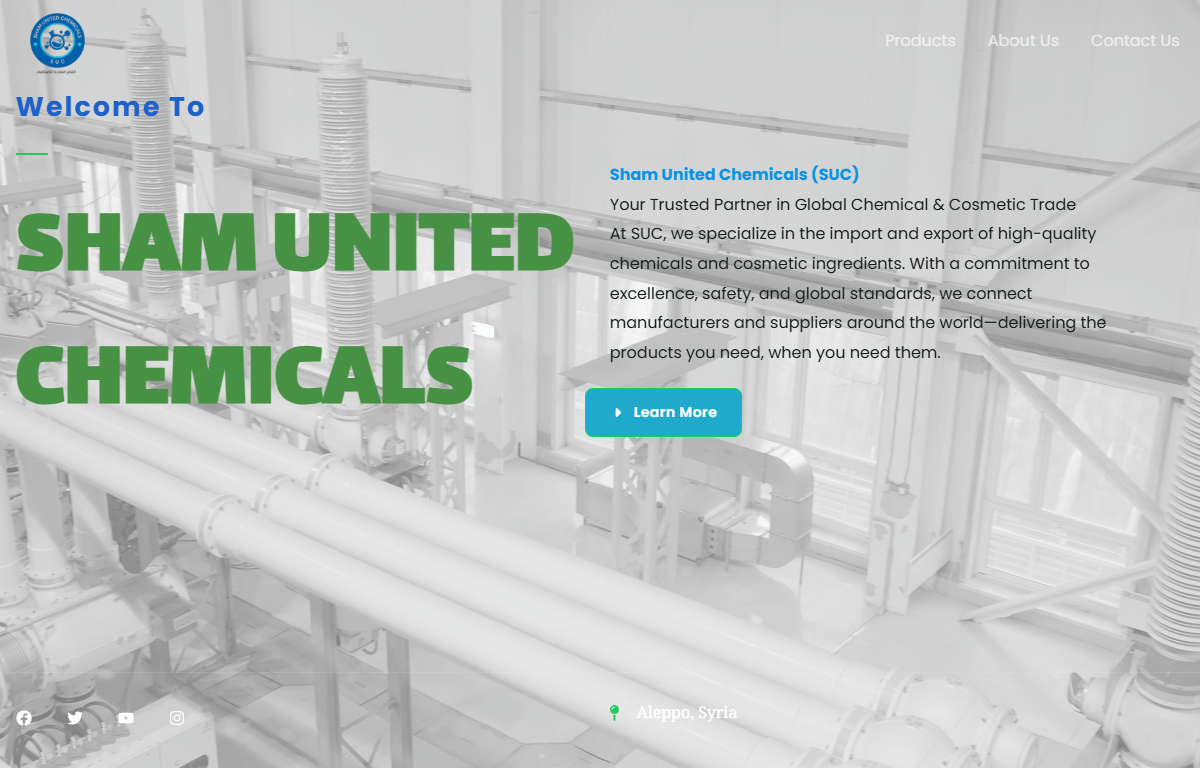 SHAM UNITED CHEMICALS
SUC
Products
About Us
Contact Us
Welcome To
SHAM UNITED
CHEMICALS
Sham United Chemicals (SUC)
Your Trusted Partner in Global Chemical & Cosmetic Trade
At SUC, we specialize in the import and export of high-quality
chemicals and cosmetic ingredients. With a commitment to
excellence, safety, and global standards, we connect
manufacturers and suppliers around the world—delivering the
products you need, when you need them.
Learn More
Aleppo, Syria